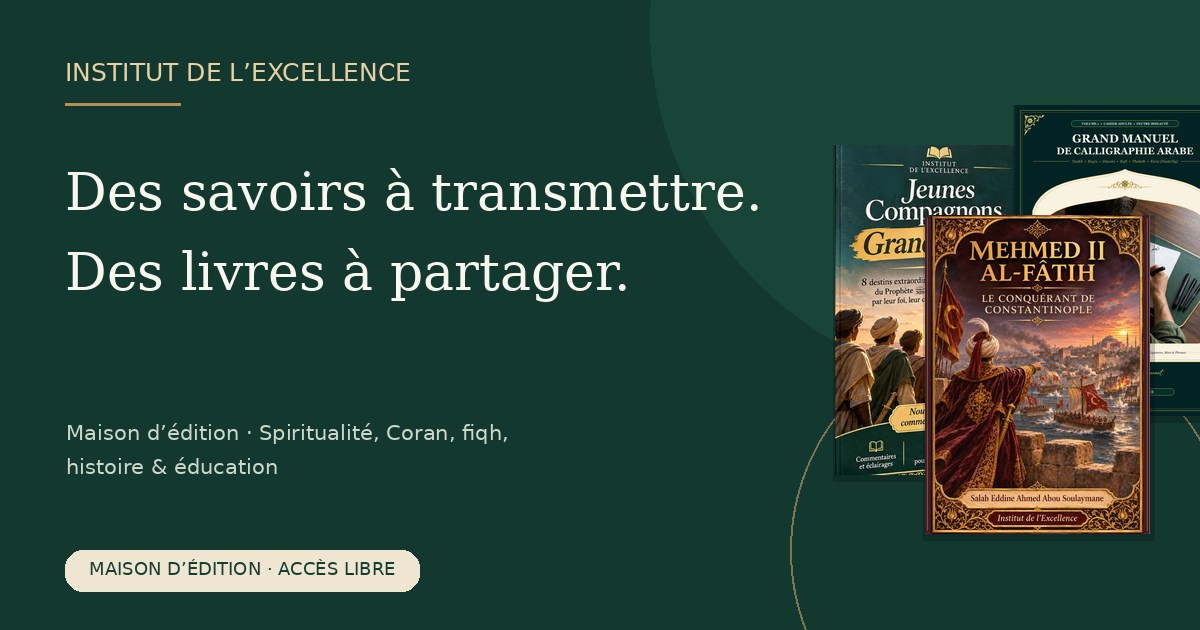 INSTITUT DE L’EXCELLENCE
Des savoirs à transmettre.
Des livres à partager.
Maison d’édition · Spiritualité, Coran, fiqh,
histoire & éducation
MAISON D’ÉDITION · ACCÈS LIBRE
INSTITUT
DE L’EXCELLENCE
Jeunes
Compagnons
8 destins
du Prophète
par leur foi, leur
Commentaires
et éclairages
GRAND MANUEL
DE CALLIGRAPHIE ARABE
MEHMED II
AL-FÂTIH
LE CONQUÉRANT DE
CONSTANTINOPLE
Salah Eddine Ahmed Abou Soulaymane
Institut de l’Excellence